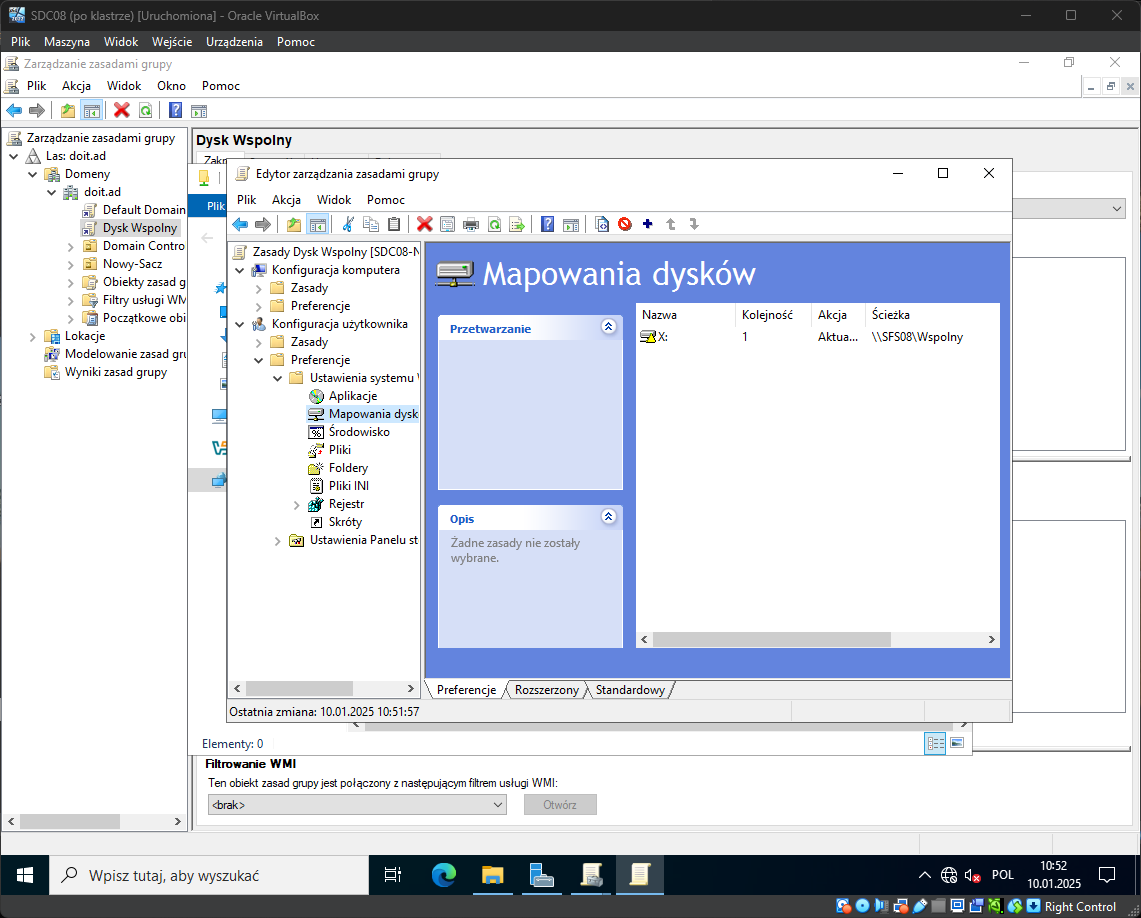 SDC08 (po klastrze) [Uruchomiona] - Oracle VirtualBox
Plik Maszyna Widok Wejście Urządzenia Pomoc
Zarządzanie zasadami grupy
Plik Akcja Widok Okno Pomoc
Zarządzanie zasadami grupy
Las: doit.ad
Domeny
doit.ad
Default Domain
Dysk Wspolny
Domain Contro
Nowy-Sacz
Obiekty zasad g
Filtry usługi WM
Początkowe obi
Lokacje
Modelowanie zasad gru
Wyniki zasad grupy
Dysk Wspolny
Plik
Edytor zarządzania zasadami grupy
Plik Akcja Widok Pomoc
Zasady Dysk Wspolny [SDC08-N
Konfiguracja komputera
Zasady
Preferencje
Konfiguracja użytkownika
Zasady
Preferencje
Ustawienia systemu
Aplikacje
Mapowania dysk
Środowisko
Pliki
Foldery
Pliki INI
Rejestr
Skróty
Ustawienia Panelu st
Mapowania dysków
Przetwarzanie
Opis
Żadne zasady nie zostały
wybrane.
Nazwa Kolejność Akcja Ścieżka
X: 1 Aktua... \\SFS08\Wspolny
Preferencje Rozszerzony Standardowy
Ostatnia zmiana: 10.01.2025 10:51:57
Elementy: 0
Filtrowanie WMI
Ten obiekt zasad grupy jest połączony z następującym filtrem usługi WMI:
<brak> Otwórz
Wpisz tutaj, aby wyszukać
POL
10:52
10.01.2025
Right Control